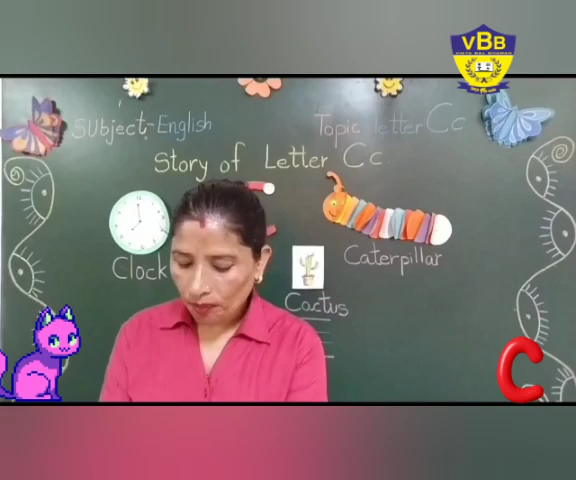 VBB
Subject:-English
Topic letter Cc
Story of Letter Cc
Clock
Caterpillar
Cactus
C